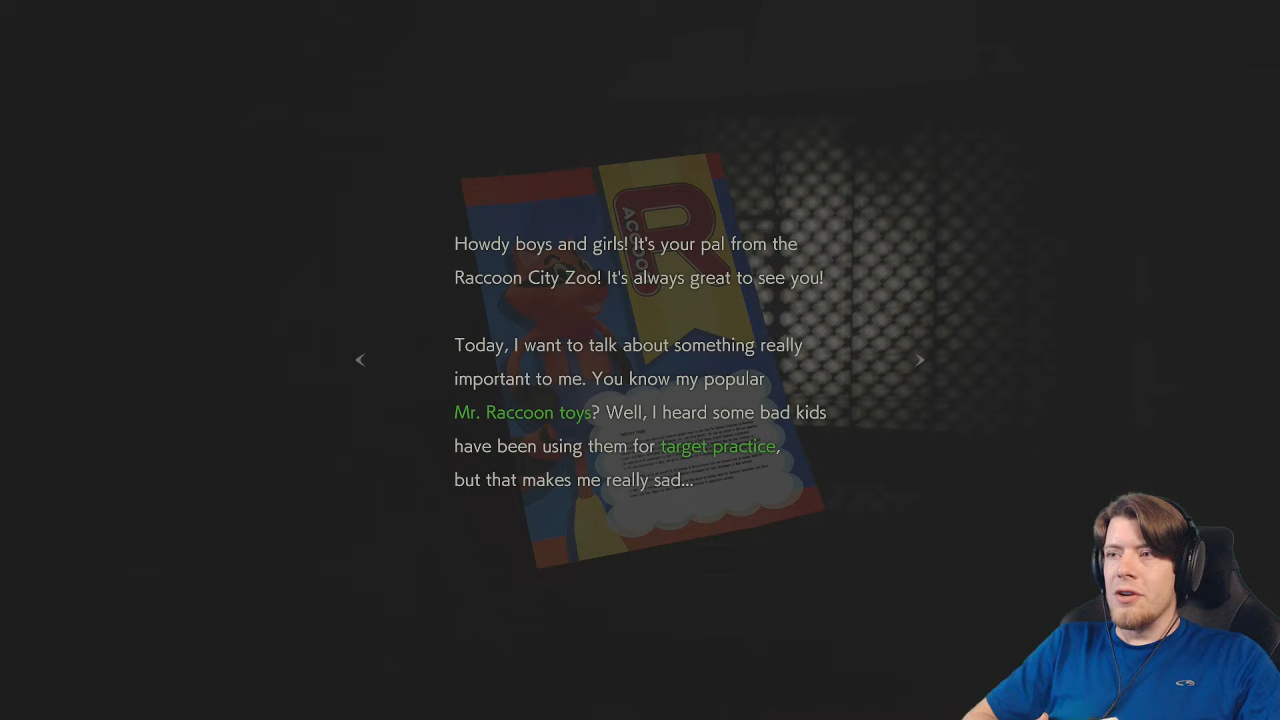 Howdy boys and girls! It's your pal from the
Raccoon City Zoo! It's always great to see you!
Today, I want to talk about something really
important to me. You know my popular
Mr. Raccoon toys? Well, I heard some bad kids
have been using them for target practice,
but that makes me really sad...
RACCOON